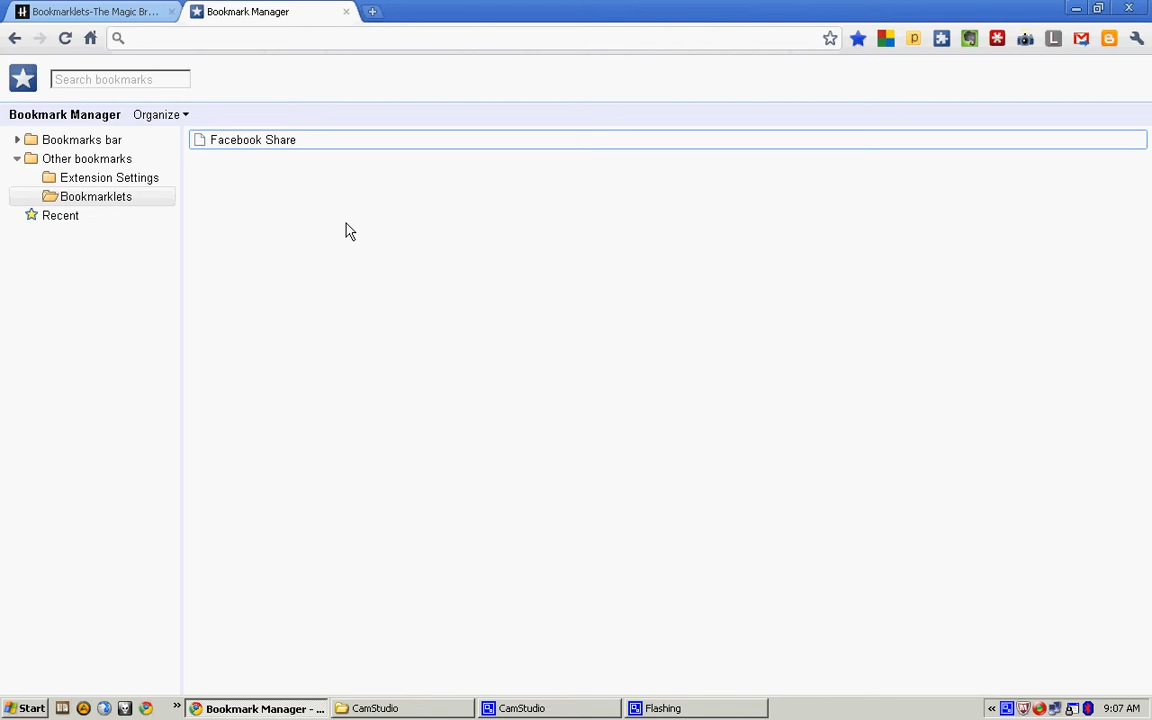 Bookmarklets-The Magic Br...
Bookmark Manager
Search bookmarks
Bookmark Manager
Organize
Bookmarks bar
Facebook Share
Other bookmarks
Extension Settings
Bookmarklets
Recent
Start
Bookmark Manager - ...
CamStudio
CamStudio
Flashing
9:07 AM